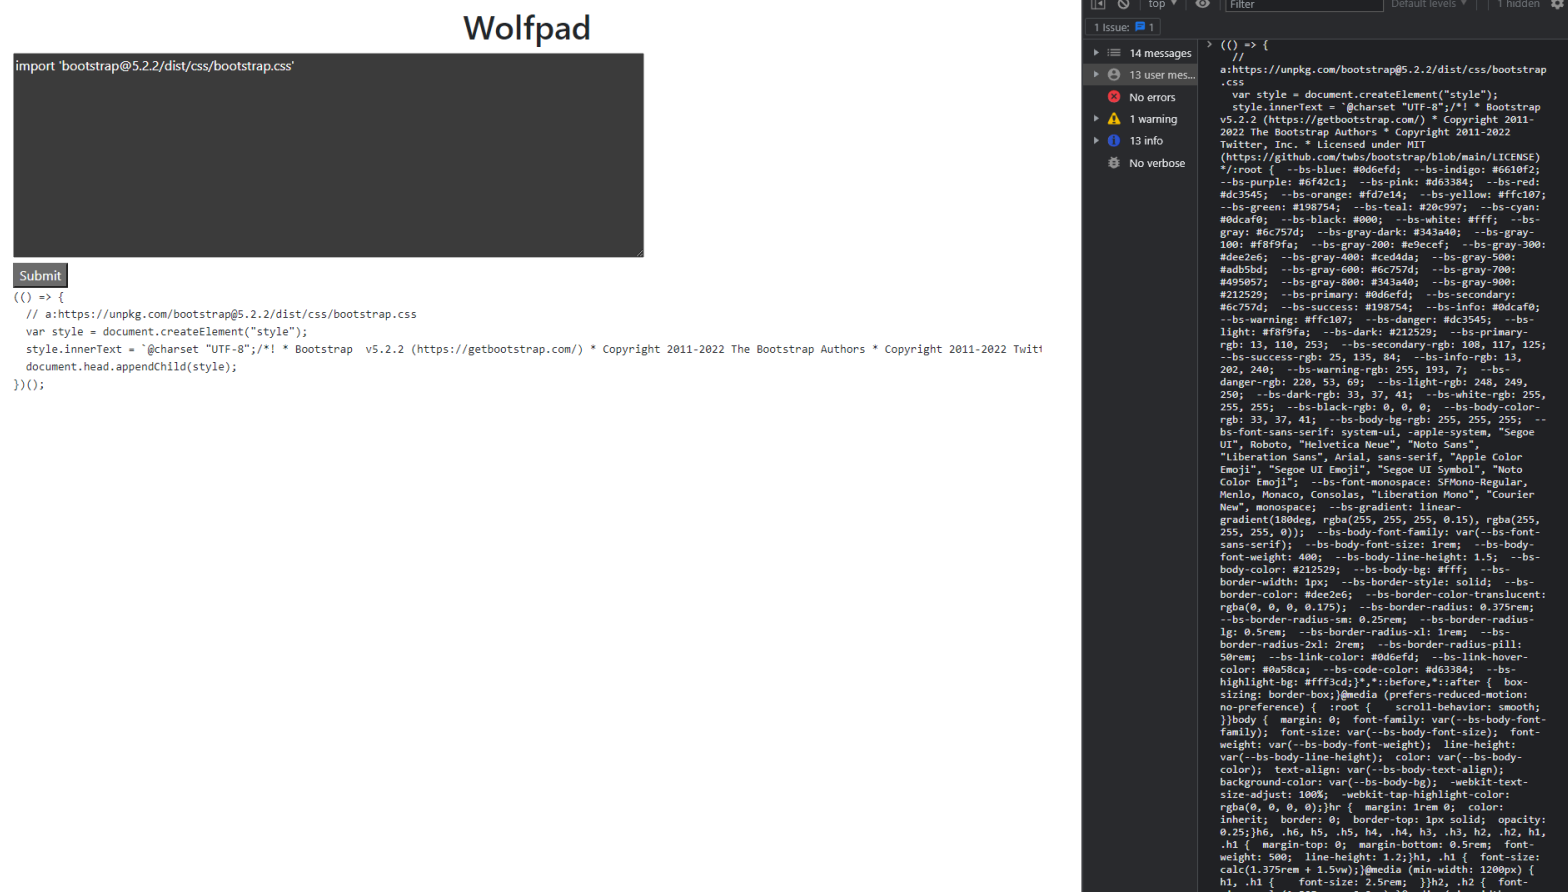 Wolfpad
import 'bootstrap@5.2.2/dist/css/bootstrap.css'
Submit
(() => {
// a:https://unpkg.com/bootstrap@5.2.2/dist/css/bootstrap.css
var style = document.createElement("style");
style.innerText = `@charset "UTF-8";/*! * Bootstrap  v5.2.2 (https://getbootstrap.com/) * Copyright 2011-2022 The Bootstrap Authors * Copyright 2011-2022 Twit
document.head.appendChild(style);
})();
top
Filter
Default levels
1 hidden
1 Issue: 1
14 messages
13 user mes...
No errors
1 warning
13 info
No verbose
(() => {
//
a:https://unpkg.com/bootstrap@5.2.2/dist/css/bootstrap
.css
var style = document.createElement("style");
style.innerText = `@charset "UTF-8";/*! * Bootstrap
v5.2.2 (https://getbootstrap.com/) * Copyright 2011-
2022 The Bootstrap Authors * Copyright 2011-2022
Twitter, Inc. * Licensed under MIT
(https://github.com/twbs/bootstrap/blob/main/LICENSE)
*/:root {  --bs-blue: #0d6efd;  --bs-indigo: #6610f2;
--bs-purple: #6f42c1;  --bs-pink: #d63384;  --bs-red:
#dc3545;  --bs-orange: #fd7e14;  --bs-yellow: #ffc107;
--bs-green: #198754;  --bs-teal: #20c997;  --bs-cyan:
#0dcaf0;  --bs-black: #000;  --bs-white: #fff;  --bs-
gray: #6c757d;  --bs-gray-dark: #343a40;  --bs-gray-
100: #f8f9fa;  --bs-gray-200: #e9ecef;  --bs-gray-300:
#dee2e6;  --bs-gray-400: #ced4da;  --bs-gray-500:
#adb5bd;  --bs-gray-600: #6c757d;  --bs-gray-700:
#495057;  --bs-gray-800: #343a40;  --bs-gray-900:
#212529;  --bs-primary: #0d6efd;  --bs-secondary:
#6c757d;  --bs-success: #198754;  --bs-info: #0dcaf0;
--bs-warning: #ffc107;  --bs-danger: #dc3545;  --bs-
light: #f8f9fa;  --bs-dark: #212529;  --bs-primary-
rgb: 13, 110, 253;  --bs-secondary-rgb: 108, 117, 125;
--bs-success-rgb: 25, 135, 84;  --bs-info-rgb: 13,
202, 240;  --bs-warning-rgb: 255, 193, 7;  --bs-
danger-rgb: 220, 53, 69;  --bs-light-rgb: 248, 249,
250;  --bs-dark-rgb: 33, 37, 41;  --bs-white-rgb: 255,
255, 255;  --bs-black-rgb: 0, 0, 0;  --bs-body-color-
rgb: 33, 37, 41;  --bs-body-bg-rgb: 255, 255, 255;  --
bs-font-sans-serif: system-ui, -apple-system, "Segoe
UI", Roboto, "Helvetica Neue", "Noto Sans",
"Liberation Sans", Arial, sans-serif, "Apple Color
Emoji", "Segoe UI Emoji", "Segoe UI Symbol", "Noto
Color Emoji";  --bs-font-monospace: SFMono-Regular,
Menlo, Monaco, Consolas, "Liberation Mono", "Courier
New", monospace;  --bs-gradient: linear-
gradient(180deg, rgba(255, 255, 255, 0.15), rgba(255,
255, 255, 0));  --bs-body-font-family: var(--bs-font-
sans-serif);  --bs-body-font-size: 1rem;  --bs-body-
font-weight: 400;  --bs-body-line-height: 1.5;  --bs-
body-color: #212529;  --bs-body-bg: #fff;  --bs-
border-width: 1px;  --bs-border-style: solid;  --bs-
border-color: #dee2e6;  --bs-border-color-translucent:
rgba(0, 0, 0, 0.175);  --bs-border-radius: 0.375rem;
--bs-border-radius-sm: 0.25rem;  --bs-border-radius-
lg: 0.5rem;  --bs-border-radius-xl: 1rem;  --bs-
border-radius-2xl: 2rem;  --bs-border-radius-pill:
50rem;  --bs-link-color: #0d6efd;  --bs-link-hover-
color: #0a58ca;  --bs-code-color: #d63384;  --bs-
highlight-bg: #fff3cd;}*,*::before,*::after {  box-
sizing: border-box;}@media (prefers-reduced-motion:
no-preference) {  :root {    scroll-behavior: smooth;
}}body {  margin: 0;  font-family: var(--bs-body-font-
family);  font-size: var(--bs-body-font-size);  font-
weight: var(--bs-body-font-weight);  line-height:
var(--bs-body-line-height);  color: var(--bs-body-
color);  text-align: var(--bs-body-text-align);
background-color: var(--bs-body-bg);  -webkit-text-
size-adjust: 100%;  -webkit-tap-highlight-color:
rgba(0, 0, 0, 0);}hr {  margin: 1rem 0;  color:
inherit;  border: 0;  border-top: 1px solid;  opacity:
0.25;}h6, .h6, h5, .h5, h4, .h4, h3, .h3, h2, .h2, h1,
.h1 {  margin-top: 0;  margin-bottom: 0.5rem;  font-
weight: 500;  line-height: 1.2;}h1, .h1 {  font-size:
calc(1.375rem + 1.5vw);}@media (min-width: 1200px) {
h1, .h1 {    font-size: 2.5rem;  }}h2, .h2 {  font-